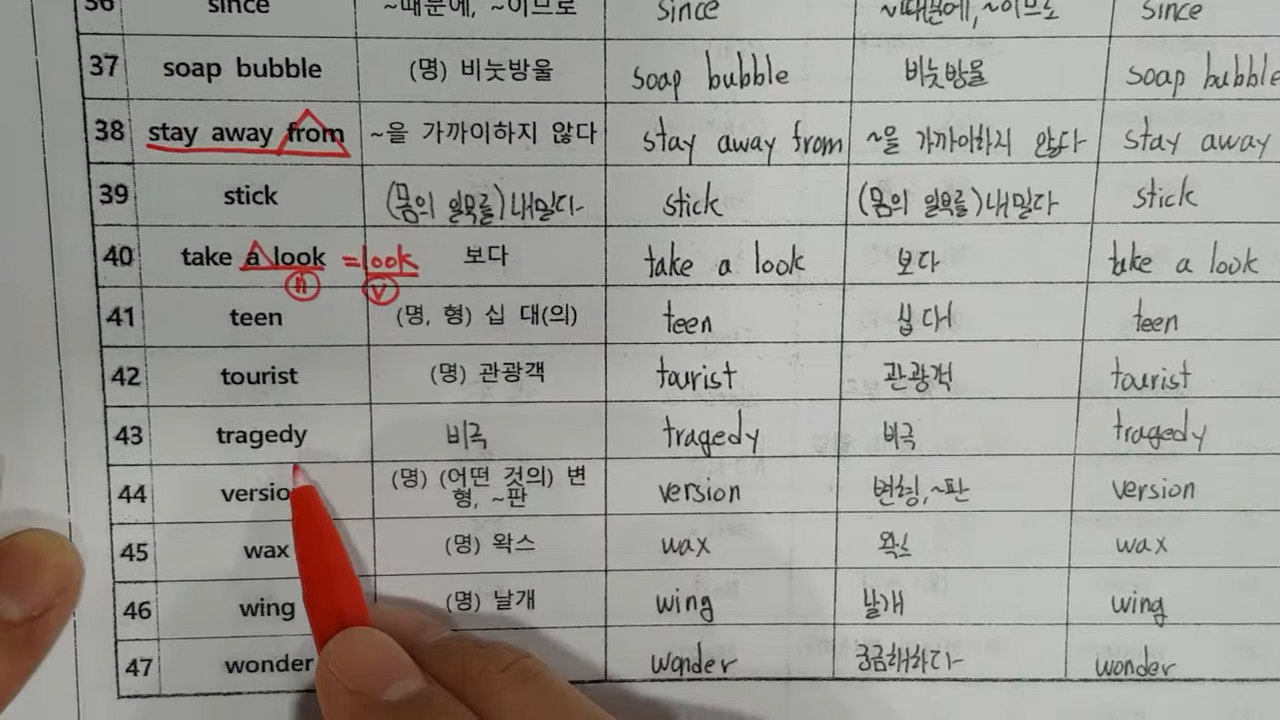 36 since ~때문에, ~이므로 since ~때문에, ~이므로 since
37 soap bubble (명) 비눗방울 soap bubble 비눗방울 soap bubble
38 stay away from ~을 가까이하지 않다 stay away from ~을 가까이하지 않다 stay away
39 stick (몸의 일부를) 내밀다 stick (몸의 일부를) 내밀다 stick
40 take a look =look 보다 take a look 보다 take a look
n v
41 teen (명, 형) 십 대(의) teen 십대 teen
42 tourist (명) 관광객 tourist 관광객 tourist
43 tragedy 비극 tragedy 비극 tragedy
44 (명) (어떤 것의) 변
형, ~판 version 변형, ~판 version
45 wax (명) 왁스 wax 왁스 wax
46 wing (명) 날개 wing 날개 wing
47 wonder wonder 궁금해하다 wonder